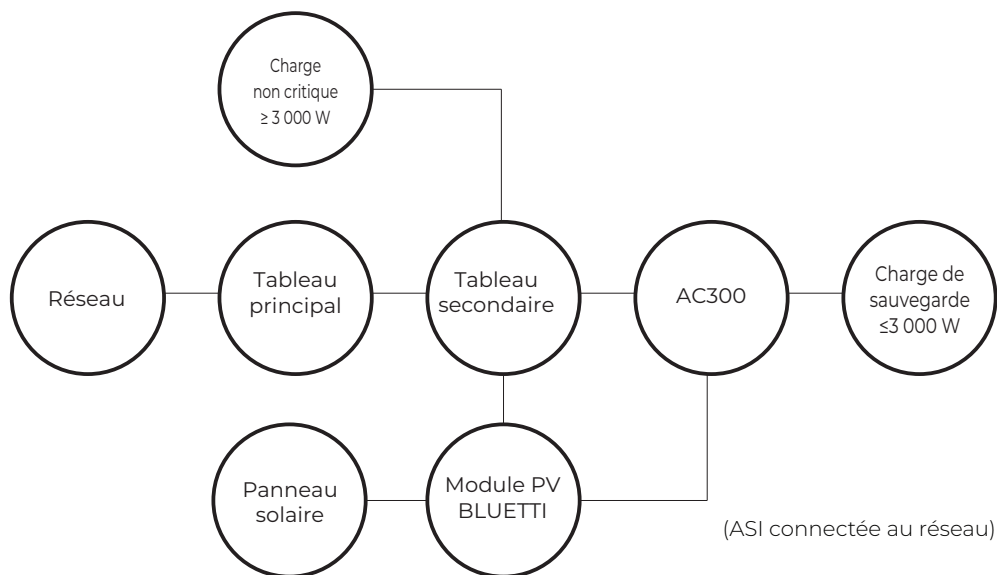 Charge
non critique
≥ 3 000 W
Réseau
Tableau
principal
Tableau
secondaire
AC300
Charge de
sauvegarde
≤3 000 W
Panneau
solaire
Module PV
BLUETTI
(ASI connectée au réseau)